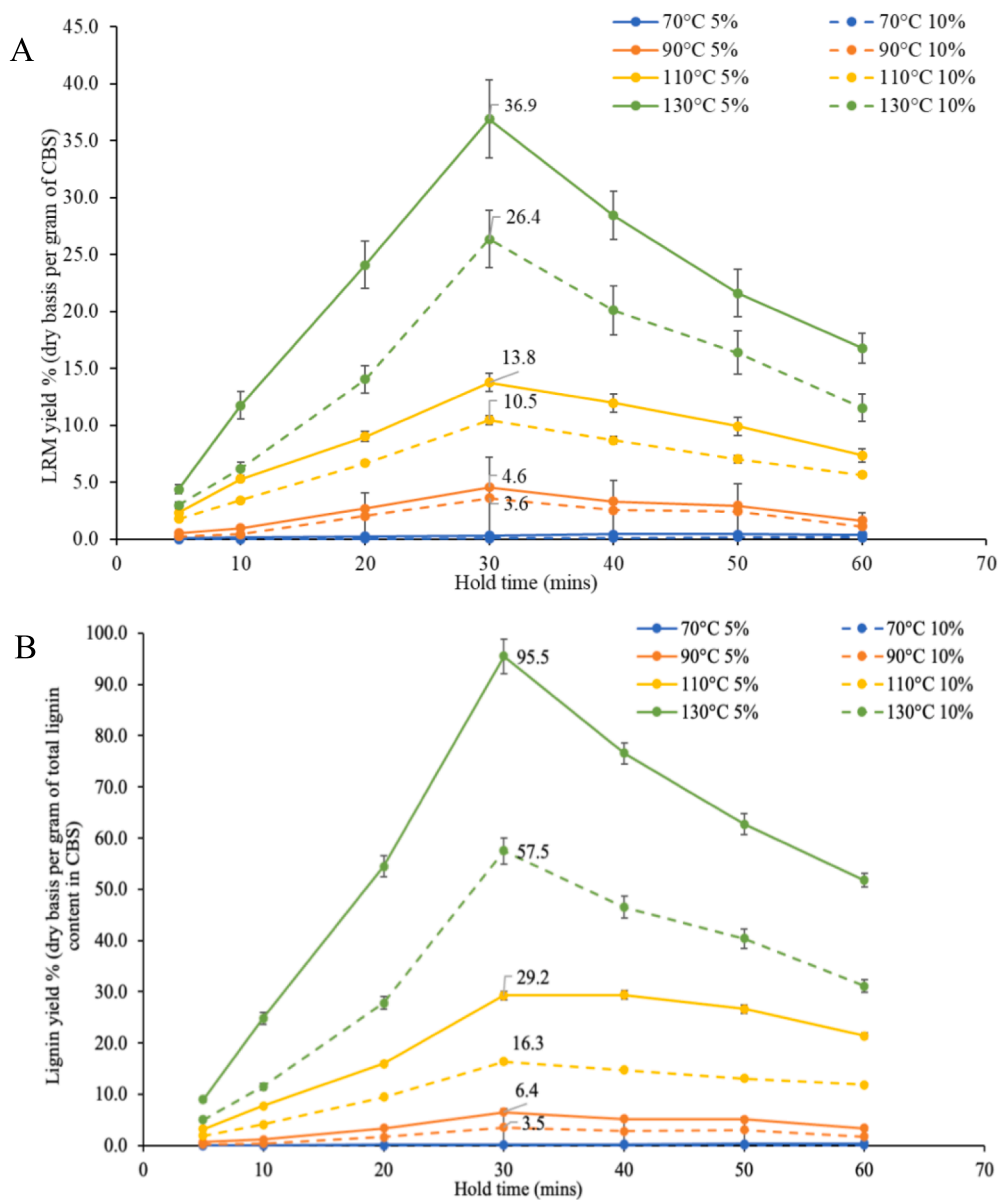 A
45.0
40.0
35.0
30.0
25.0
20.0
15.0
10.0
5.0
0.0
LRM yield % (dry basis per gram of CBS)
70°C 5%
70°C 10%
90°C 5%
90°C 10%
110°C 5%
110°C 10%
130°C 5%
130°C 10%
36.9
26.4
13.8
10.5
4.6
3.6
0 10 20 30 40 50 60 70
Hold time (mins)
B
100.0
90.0
80.0
70.0
60.0
50.0
40.0
30.0
20.0
10.0
0.0
Lignin yield % (dry basis per gram of total lignin
content in CBS)
70°C 5%
70°C 10%
90°C 5%
90°C 10%
110°C 5%
110°C 10%
130°C 5%
130°C 10%
95.5
57.5
29.2
16.3
6.4
3.5
0 10 20 30 40 50 60 70
Hold time (mins)